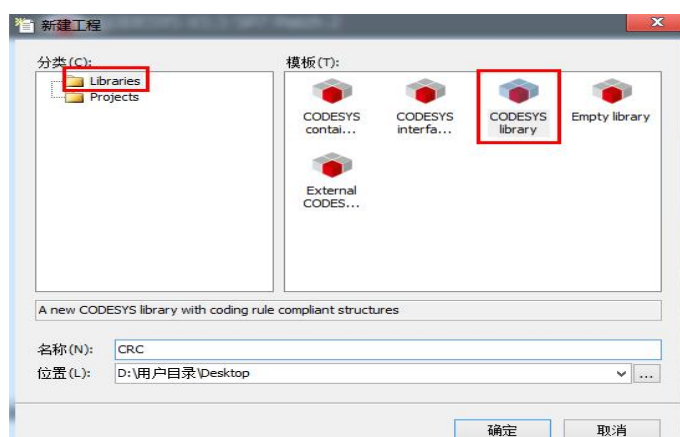 新建工程
分类(C):
Libraries
Projects
模板(T):
CODESYS contai...
CODESYS interfa...
CODESYS library
Empty library
External CODES...
A new CODESYS library with coding rule compliant structures
名称(N):
CRC
位置(L):
D:\用户目录\Desktop
...
确定
取消